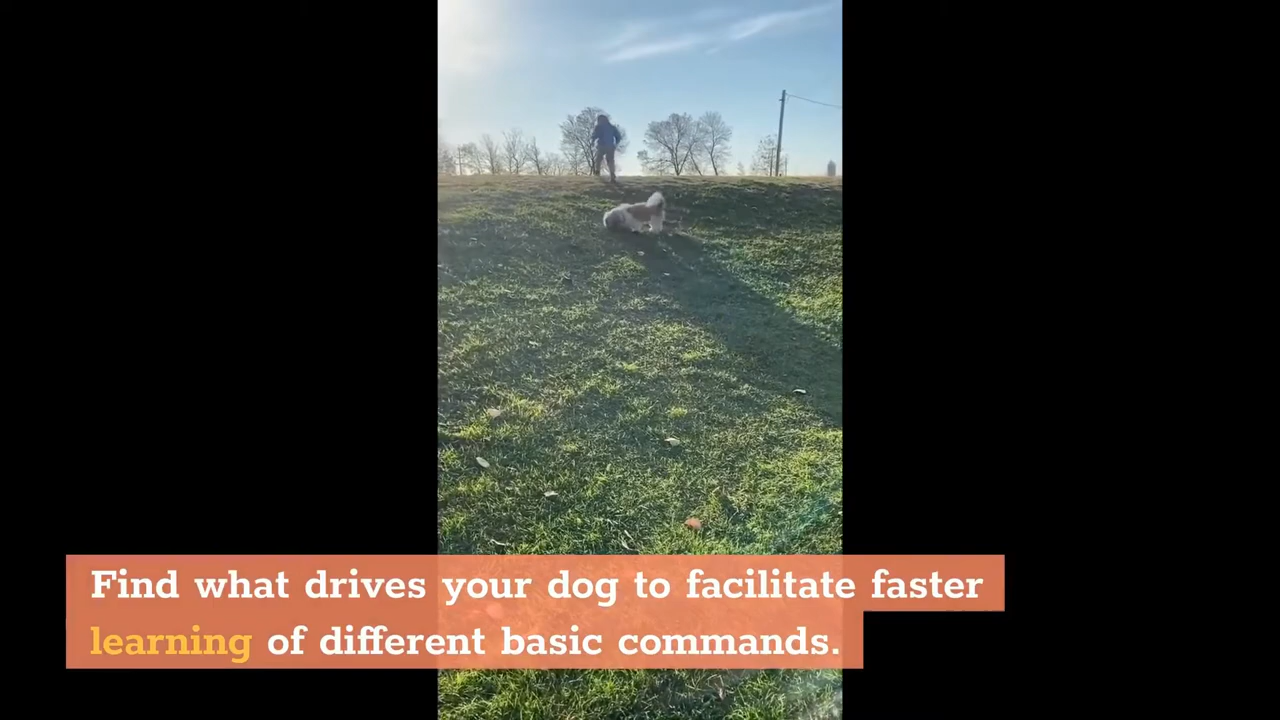 Find what drives your dog to facilitate faster
learning of different basic commands.